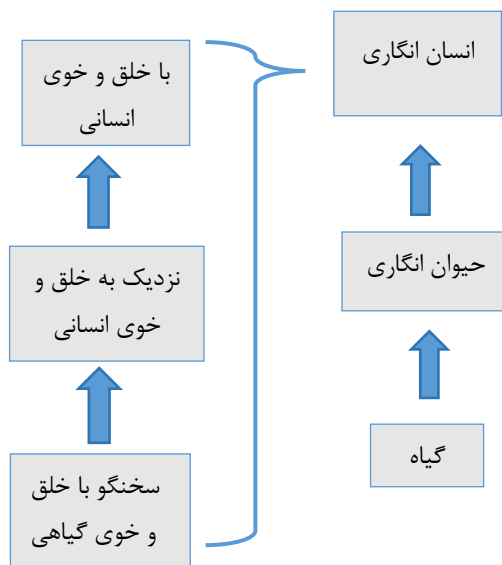 انسان انگاری
حیوان انگاری
گیاه
با خلق و خوی
انسانی
نزدیک به خلق و
خوی انسانی
سخنگو با خلق
و خوی گیاهی